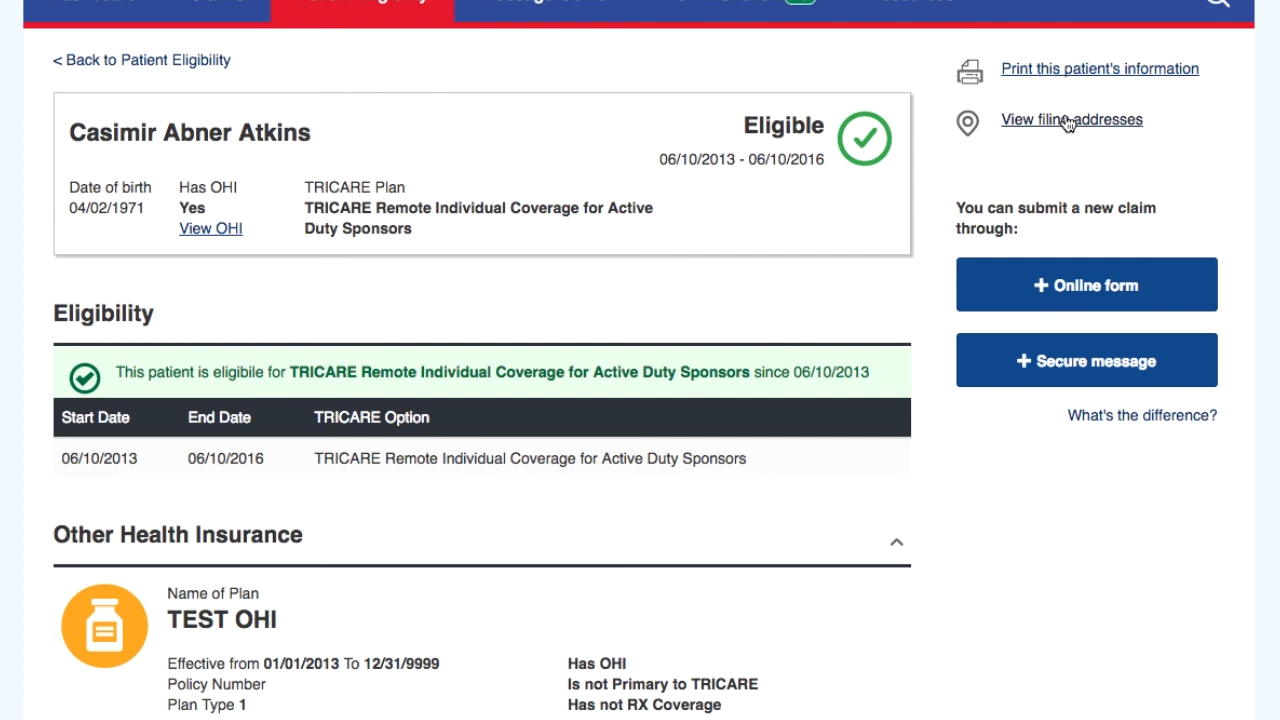 < Back to Patient Eligibility
Print this patient's information
View filing addresses
Casimir Abner Atkins
Eligible
06/10/2013 - 06/10/2016
Date of birth
04/02/1971
Has OHI
Yes
View OHI
TRICARE Plan
TRICARE Remote Individual Coverage for Active
Duty Sponsors
You can submit a new claim
through:
+ Online form
+ Secure message
What's the difference?
Eligibility
This patient is eligibile for TRICARE Remote Individual Coverage for Active Duty Sponsors since 06/10/2013
Start Date End Date TRICARE Option
06/10/2013 06/10/2016 TRICARE Remote Individual Coverage for Active Duty Sponsors
Other Health Insurance
Name of Plan
TEST OHI
Effective from 01/01/2013 To 12/31/9999
Policy Number
Plan Type 1
Has OHI
Is not Primary to TRICARE
Has not RX Coverage